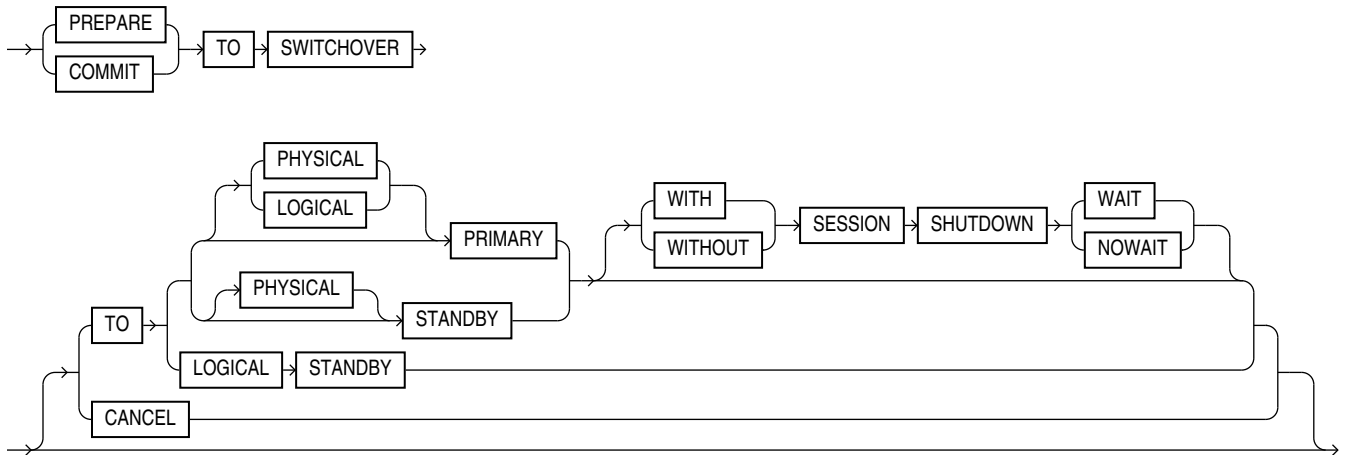 PREPARE
TO SWITCHOVER
COMMIT
PHYSICAL
LOGICAL
PRIMARY
WITH
WITHOUT
SESSION SHUTDOWN
WAIT
NOWAIT
PHYSICAL
STANDBY
TO
LOGICAL STANDBY
CANCEL